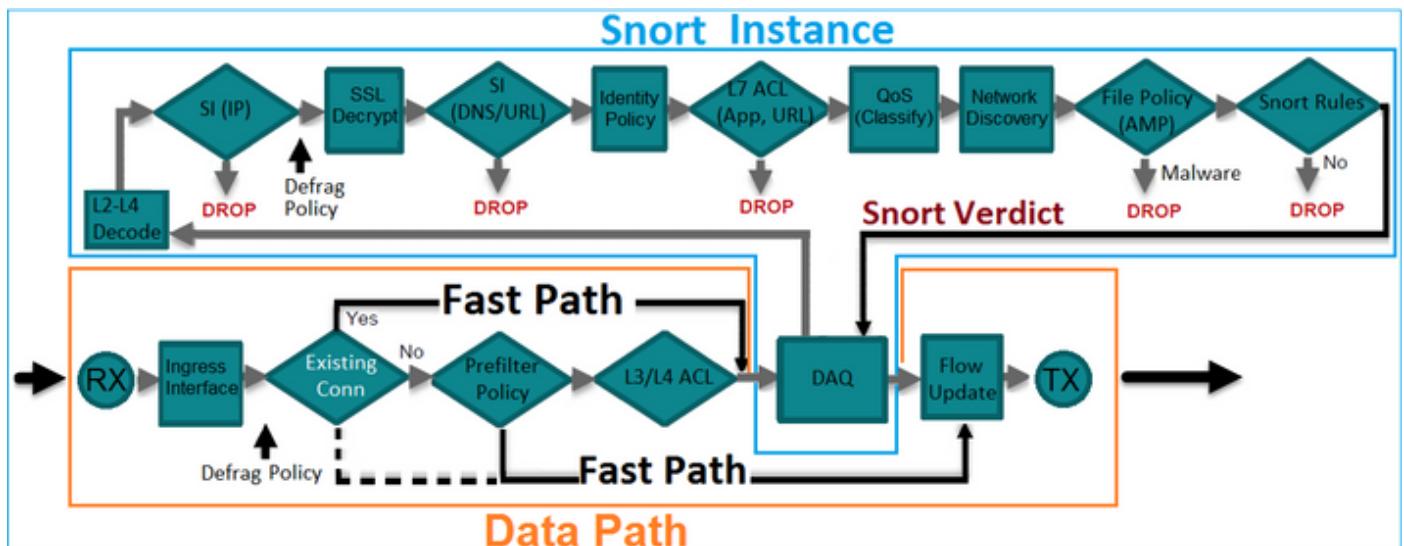 Snort Instance
SI (IP)
SSL
Decrypt
SI
(DNS/URL)
Identity
Policy
L7 ACL
(App, URL)
QoS
(Classify)
Network
Discovery
File Policy
(AMP)
Snort Rules
L2-L4
Decode
DROP
Defrag
Policy
DROP
DROP
Malware
DROP
No
DROP
Snort Verdict
Fast Path
Yes
RX
Ingress
Interface
Existing
Conn
No
Prefilter
Policy
L3/L4 ACL
DAQ
Flow
Update
TX
Defrag Policy
Fast Path
Data Path